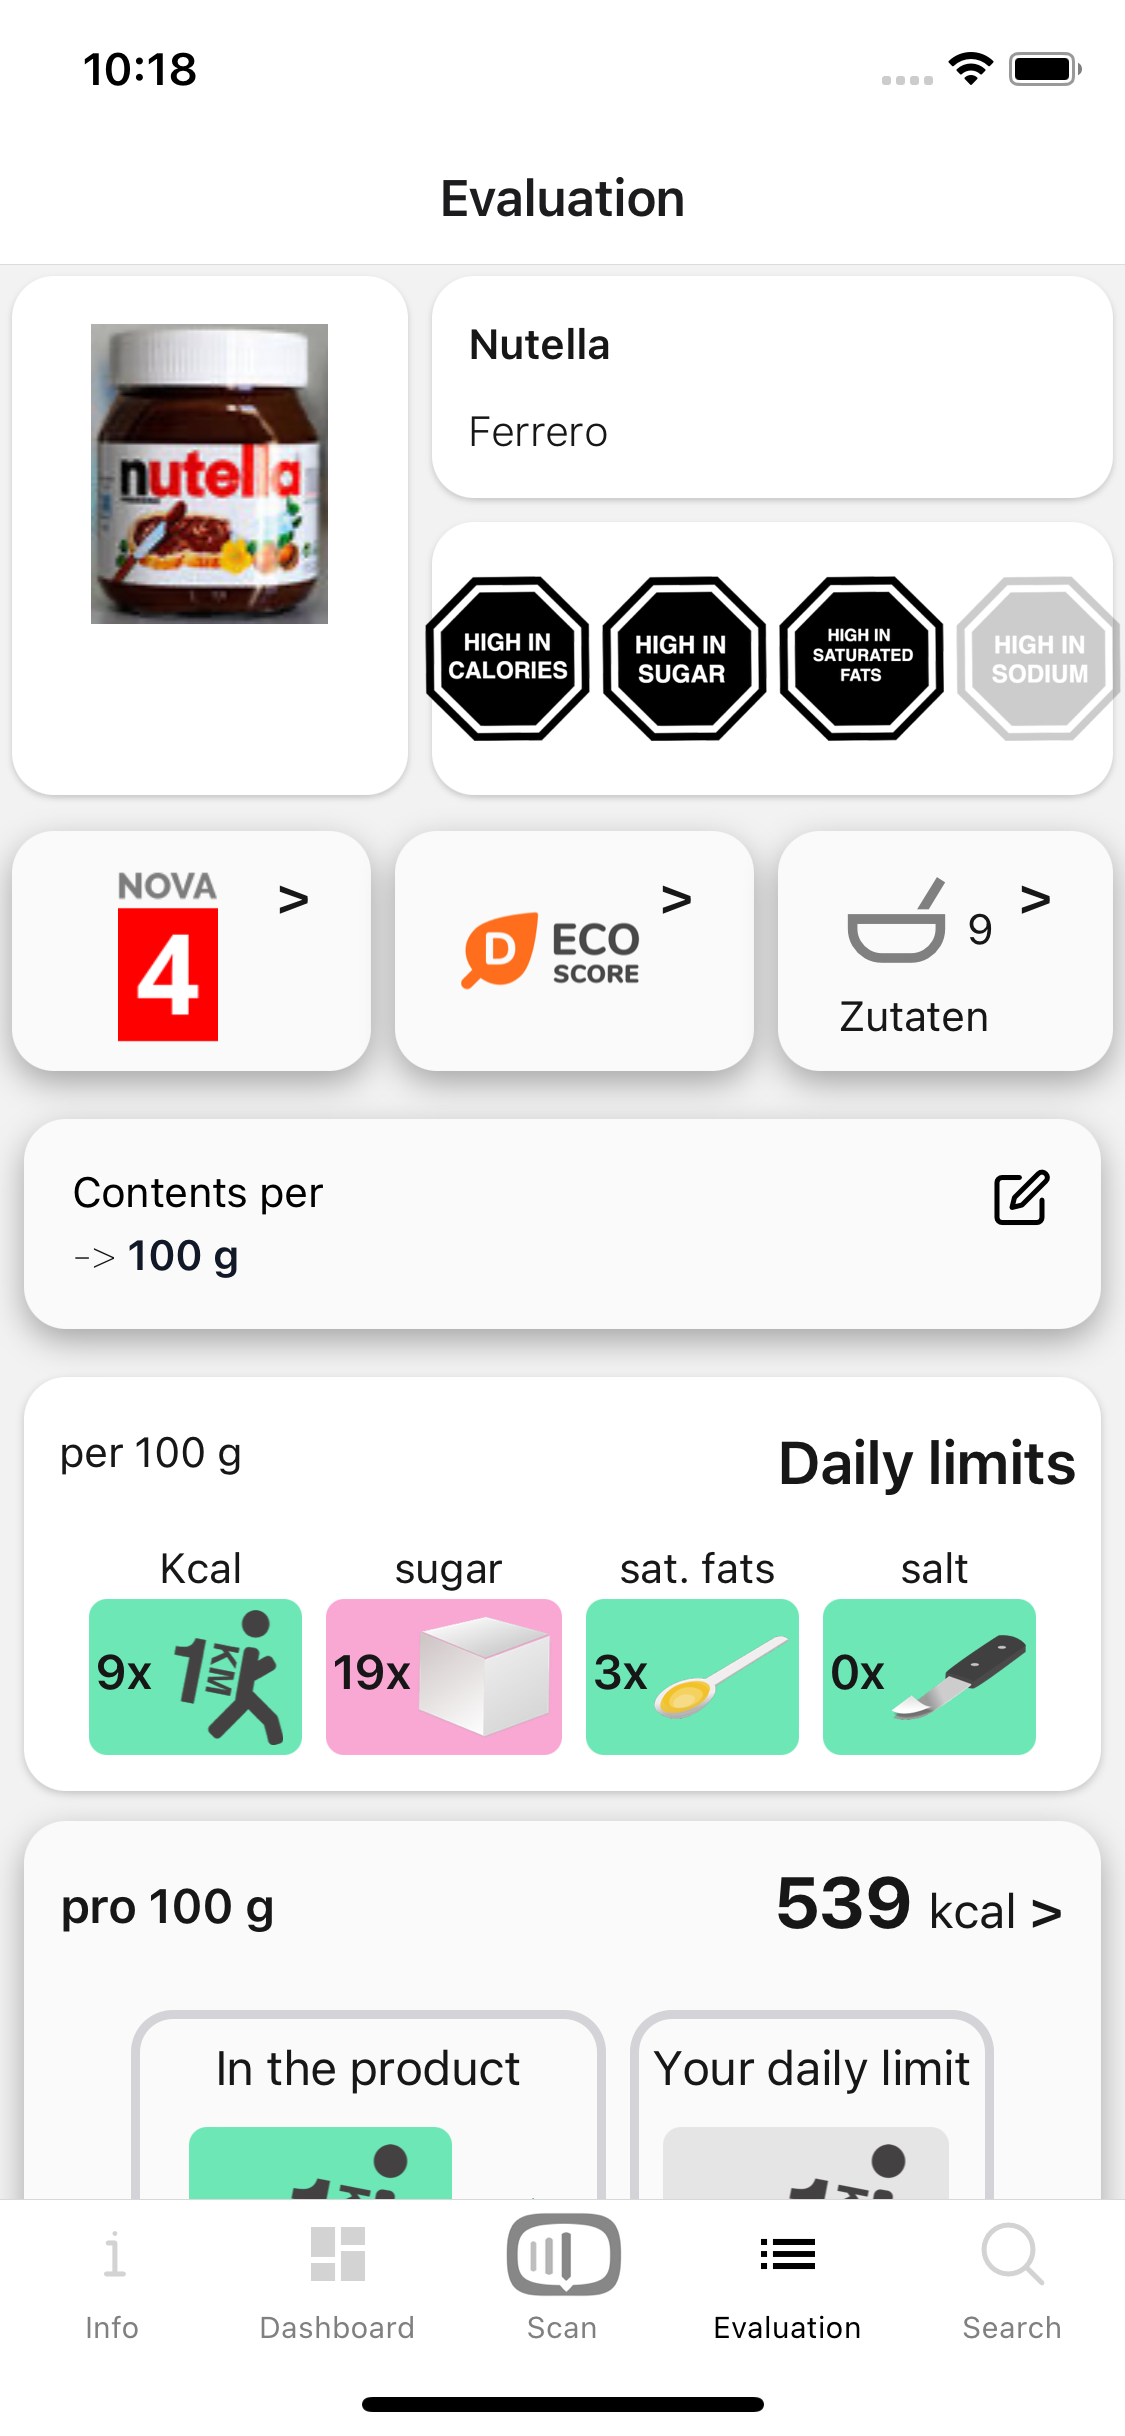 10:18
Evaluation
nutella
Nutella
Ferrero
HIGH IN
CALORIES
HIGH IN
SUGAR
HIGH IN
SATURATED
FATS
HIGH IN
SODIUM
NOVA
4
>
D
ECO
SCORE
>
9
>
Zutaten
Contents per
-> 100 g
per 100 g
Daily limits
Kcal
sugar
sat. fats
salt
9x
1 KM
19x
3x
0x
pro 100 g
539 kcal >
In the product
Your daily limit
Info
Dashboard
Scan
Evaluation
Search